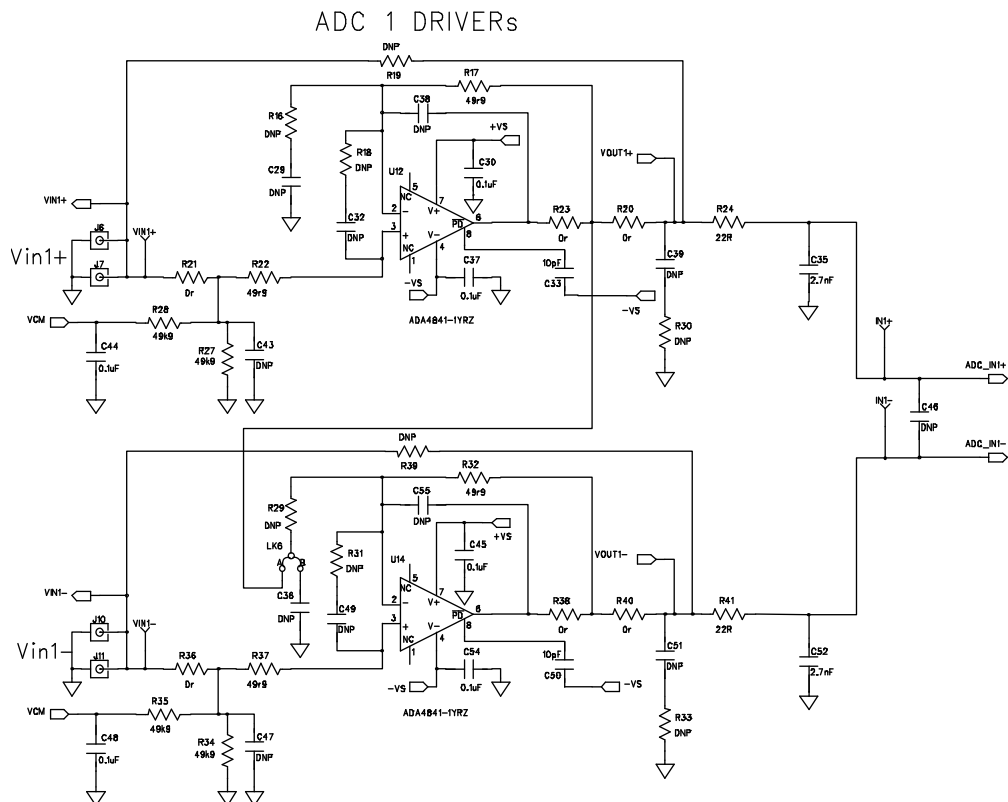 ADC 1 DRIVERs
DNP
R19
R17
49r9
C38
DNP
R16
DNP
+VS
R18
DNP
C30
0.1uF
VOUT1+
C29
DNP
U12
NC
5
7
V+
C32
DNP
2
-
6
R23
0r
R20
0r
R24
22R
3
+
PD
8
V-
4
NC
1
VIN1+
J6
Vin1+
J7
VIN1+
R21
0r
R22
49r9
-VS
C37
0.1uF
10pF
C33
-VS
C39
DNP
C35
2.7nF
ADA4841-1YRZ
VCM
R28
49k9
R30
DNP
C44
0.1uF
R27
49k9
C43
DNP
IN1+
ADC_IN1+
IN1-
C46
DNP
ADC_IN1-
DNP
R39
R32
49r9
C55
DNP
R29
DNP
+VS
LK6
A
B
R31
DNP
C45
0.1uF
VOUT1-
U14
NC
5
7
V+
C36
DNP
C49
DNP
2
-
6
R38
0r
R40
0r
R41
22R
3
+
PD
8
V-
4
NC
1
VIN1-
J10
Vin1-
J11
VIN1-
R36
0r
R37
49r9
-VS
C54
0.1uF
10pF
C50
-VS
C51
DNP
C52
2.7nF
ADA4841-1YRZ
VCM
R35
49k9
R33
DNP
C48
0.1uF
R34
49k9
C47
DNP